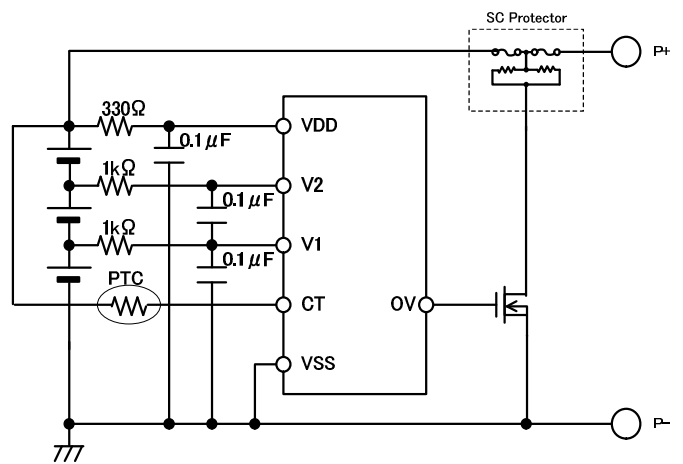 SC Protector
P+
330Ω
VDD
0.1μF
1kΩ
V2
0.1μF
1kΩ
V1
0.1μF
PTC
CT
OV
VSS
P−